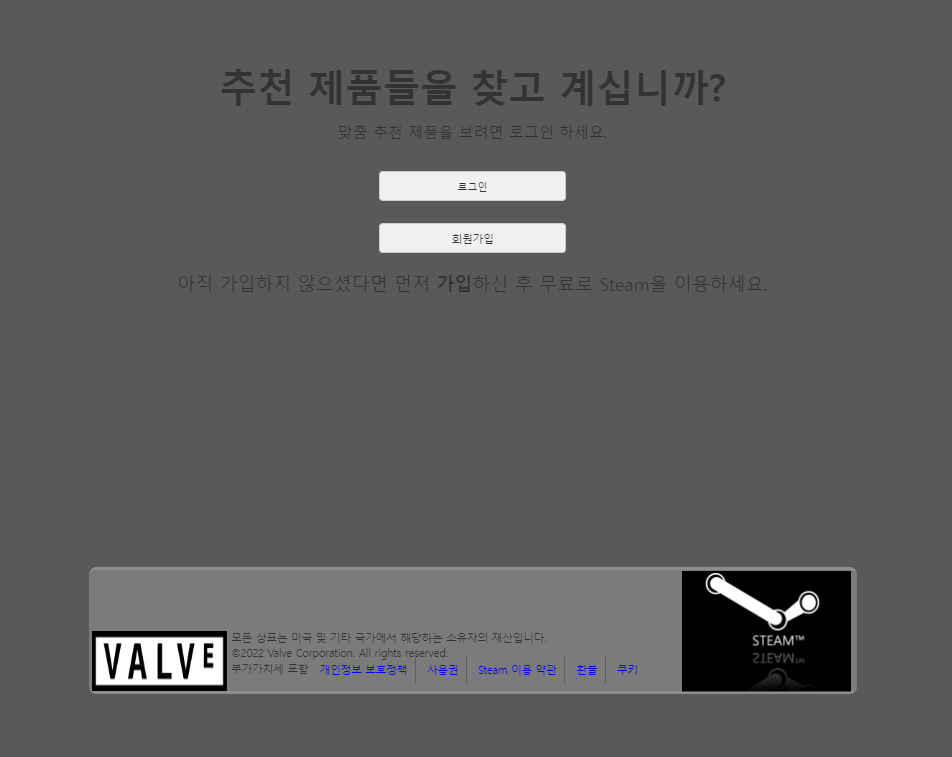 추천 제품들을 찾고 계십니까?
맞춤 추천 제품을 보려면 로그인 하세요.
로그인
회원가입
아직 가입하지 않으셨다면 먼저 가입하신 후 무료로 Steam을 이용하세요.
STEAM™
VALVE
모든 상표는 미국 및 기타 국가에서 해당하는 소유자의 재산입니다.
©2022 Valve Corporation. All rights reserved.
부가가치세 포함 개인정보 보호정책 사용권 Steam 이용 약관 환불 쿠키